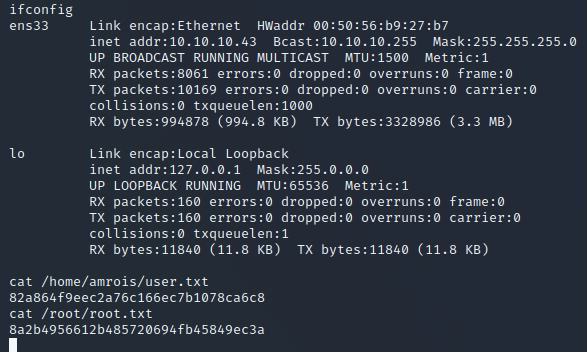 ifconfig
ens33     Link encap:Ethernet  HWaddr 00:50:56:b9:27:b7
          inet addr:10.10.10.43  Bcast:10.10.10.255  Mask:255.255.255.0
          UP BROADCAST RUNNING MULTICAST  MTU:1500  Metric:1
          RX packets:8061 errors:0 dropped:0 overruns:0 frame:0
          TX packets:10169 errors:0 dropped:0 overruns:0 carrier:0
          collisions:0 txqueuelen:1000
          RX bytes:994878 (994.8 KB)  TX bytes:3328986 (3.3 MB)

lo        Link encap:Local Loopback
          inet addr:127.0.0.1  Mask:255.0.0.0
          UP LOOPBACK RUNNING  MTU:65536  Metric:1
          RX packets:160 errors:0 dropped:0 overruns:0 frame:0
          TX packets:160 errors:0 dropped:0 overruns:0 carrier:0
          collisions:0 txqueuelen:1
          RX bytes:11840 (11.8 KB)  TX bytes:11840 (11.8 KB)

cat /home/amrois/user.txt
82a864f9eec2a76c166ec7b1078ca6c8
cat /root/root.txt
8a2b4956612b485720694fb45849ec3a